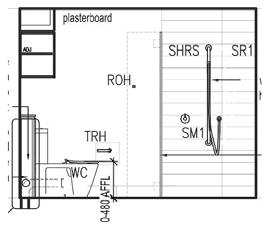 plasterboard
ADJ
SHRS
SR1
ROH
TRH
SM1
WC
0-480 AFFL